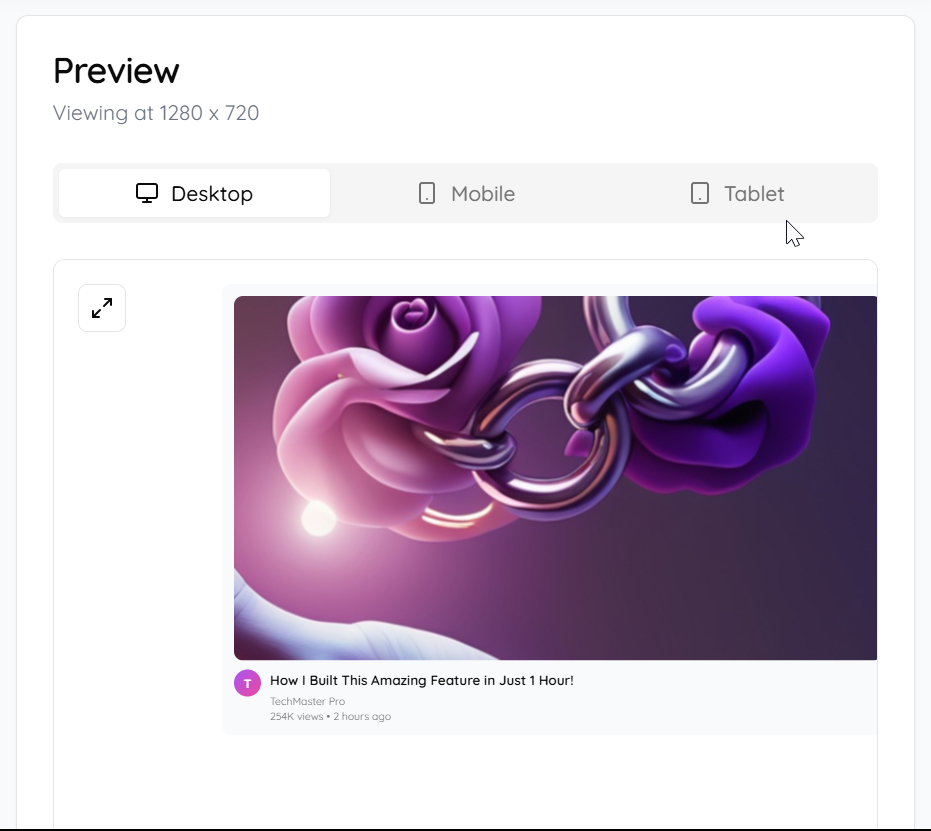 Preview
Viewing at 1280 x 720
Desktop
Mobile
Tablet
T
How I Built This Amazing Feature in Just 1 Hour!
TechMaster Pro
254K views • 2 hours ago